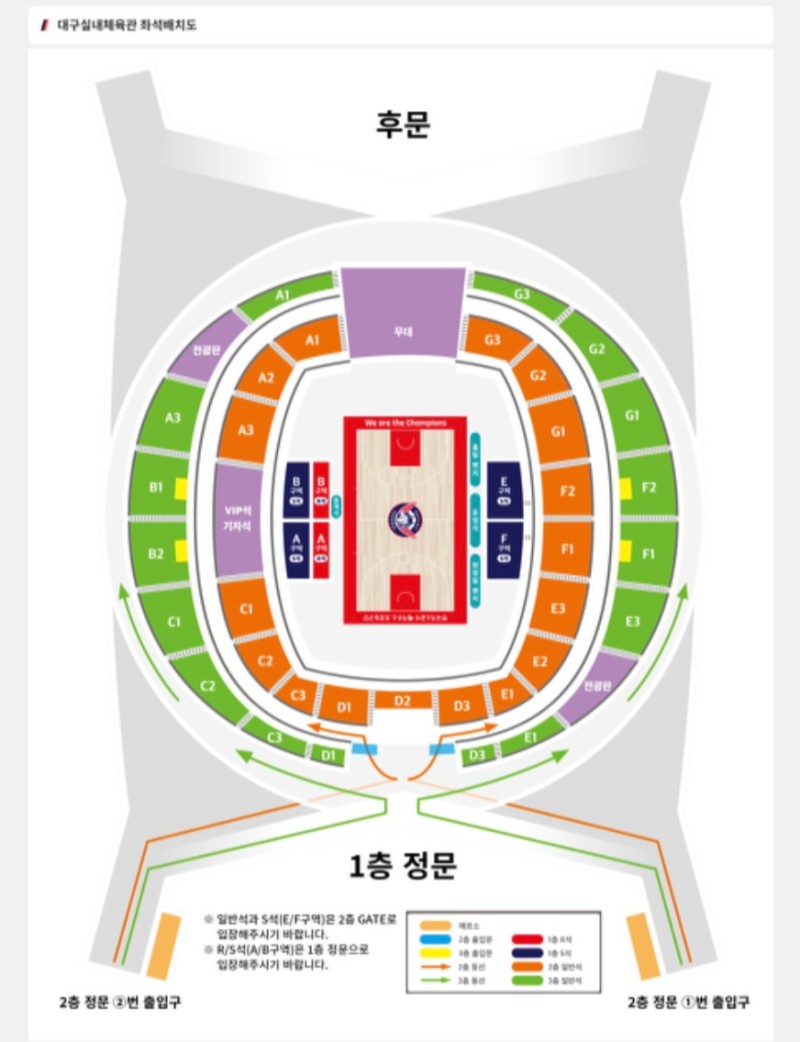 대구실내체육관 좌석배치도
후문
A1
G3
무대
전광판
A1
G3
G2
A2
G2
A3
G1
A3
G1
We are the Champions
B1
VIP석
기자석
B
구역
B
구역
E
구역
F2
F2
B2
A
구역
A
구역
F
구역
F1
F1
C1
C1
E3
E3
C2
C2
E2
전광판
C3
D1
D2
D3
E1
C3
D1
D3
E1
1층 정문
※ 일반석과 S석(E/F구역)은 2층 GATE로
입장해주시기 바랍니다.
※ R/S석(A/B구역)은 1층 정문으로
입장해주시기 바랍니다.
매표소
2층 출입문
1층 R석
3층 출입문
1층 S석
2층 동선
2층 일반석
3층 동선
3층 일반석
2층 정문 ②번 출입구
2층 정문 ①번 출입구